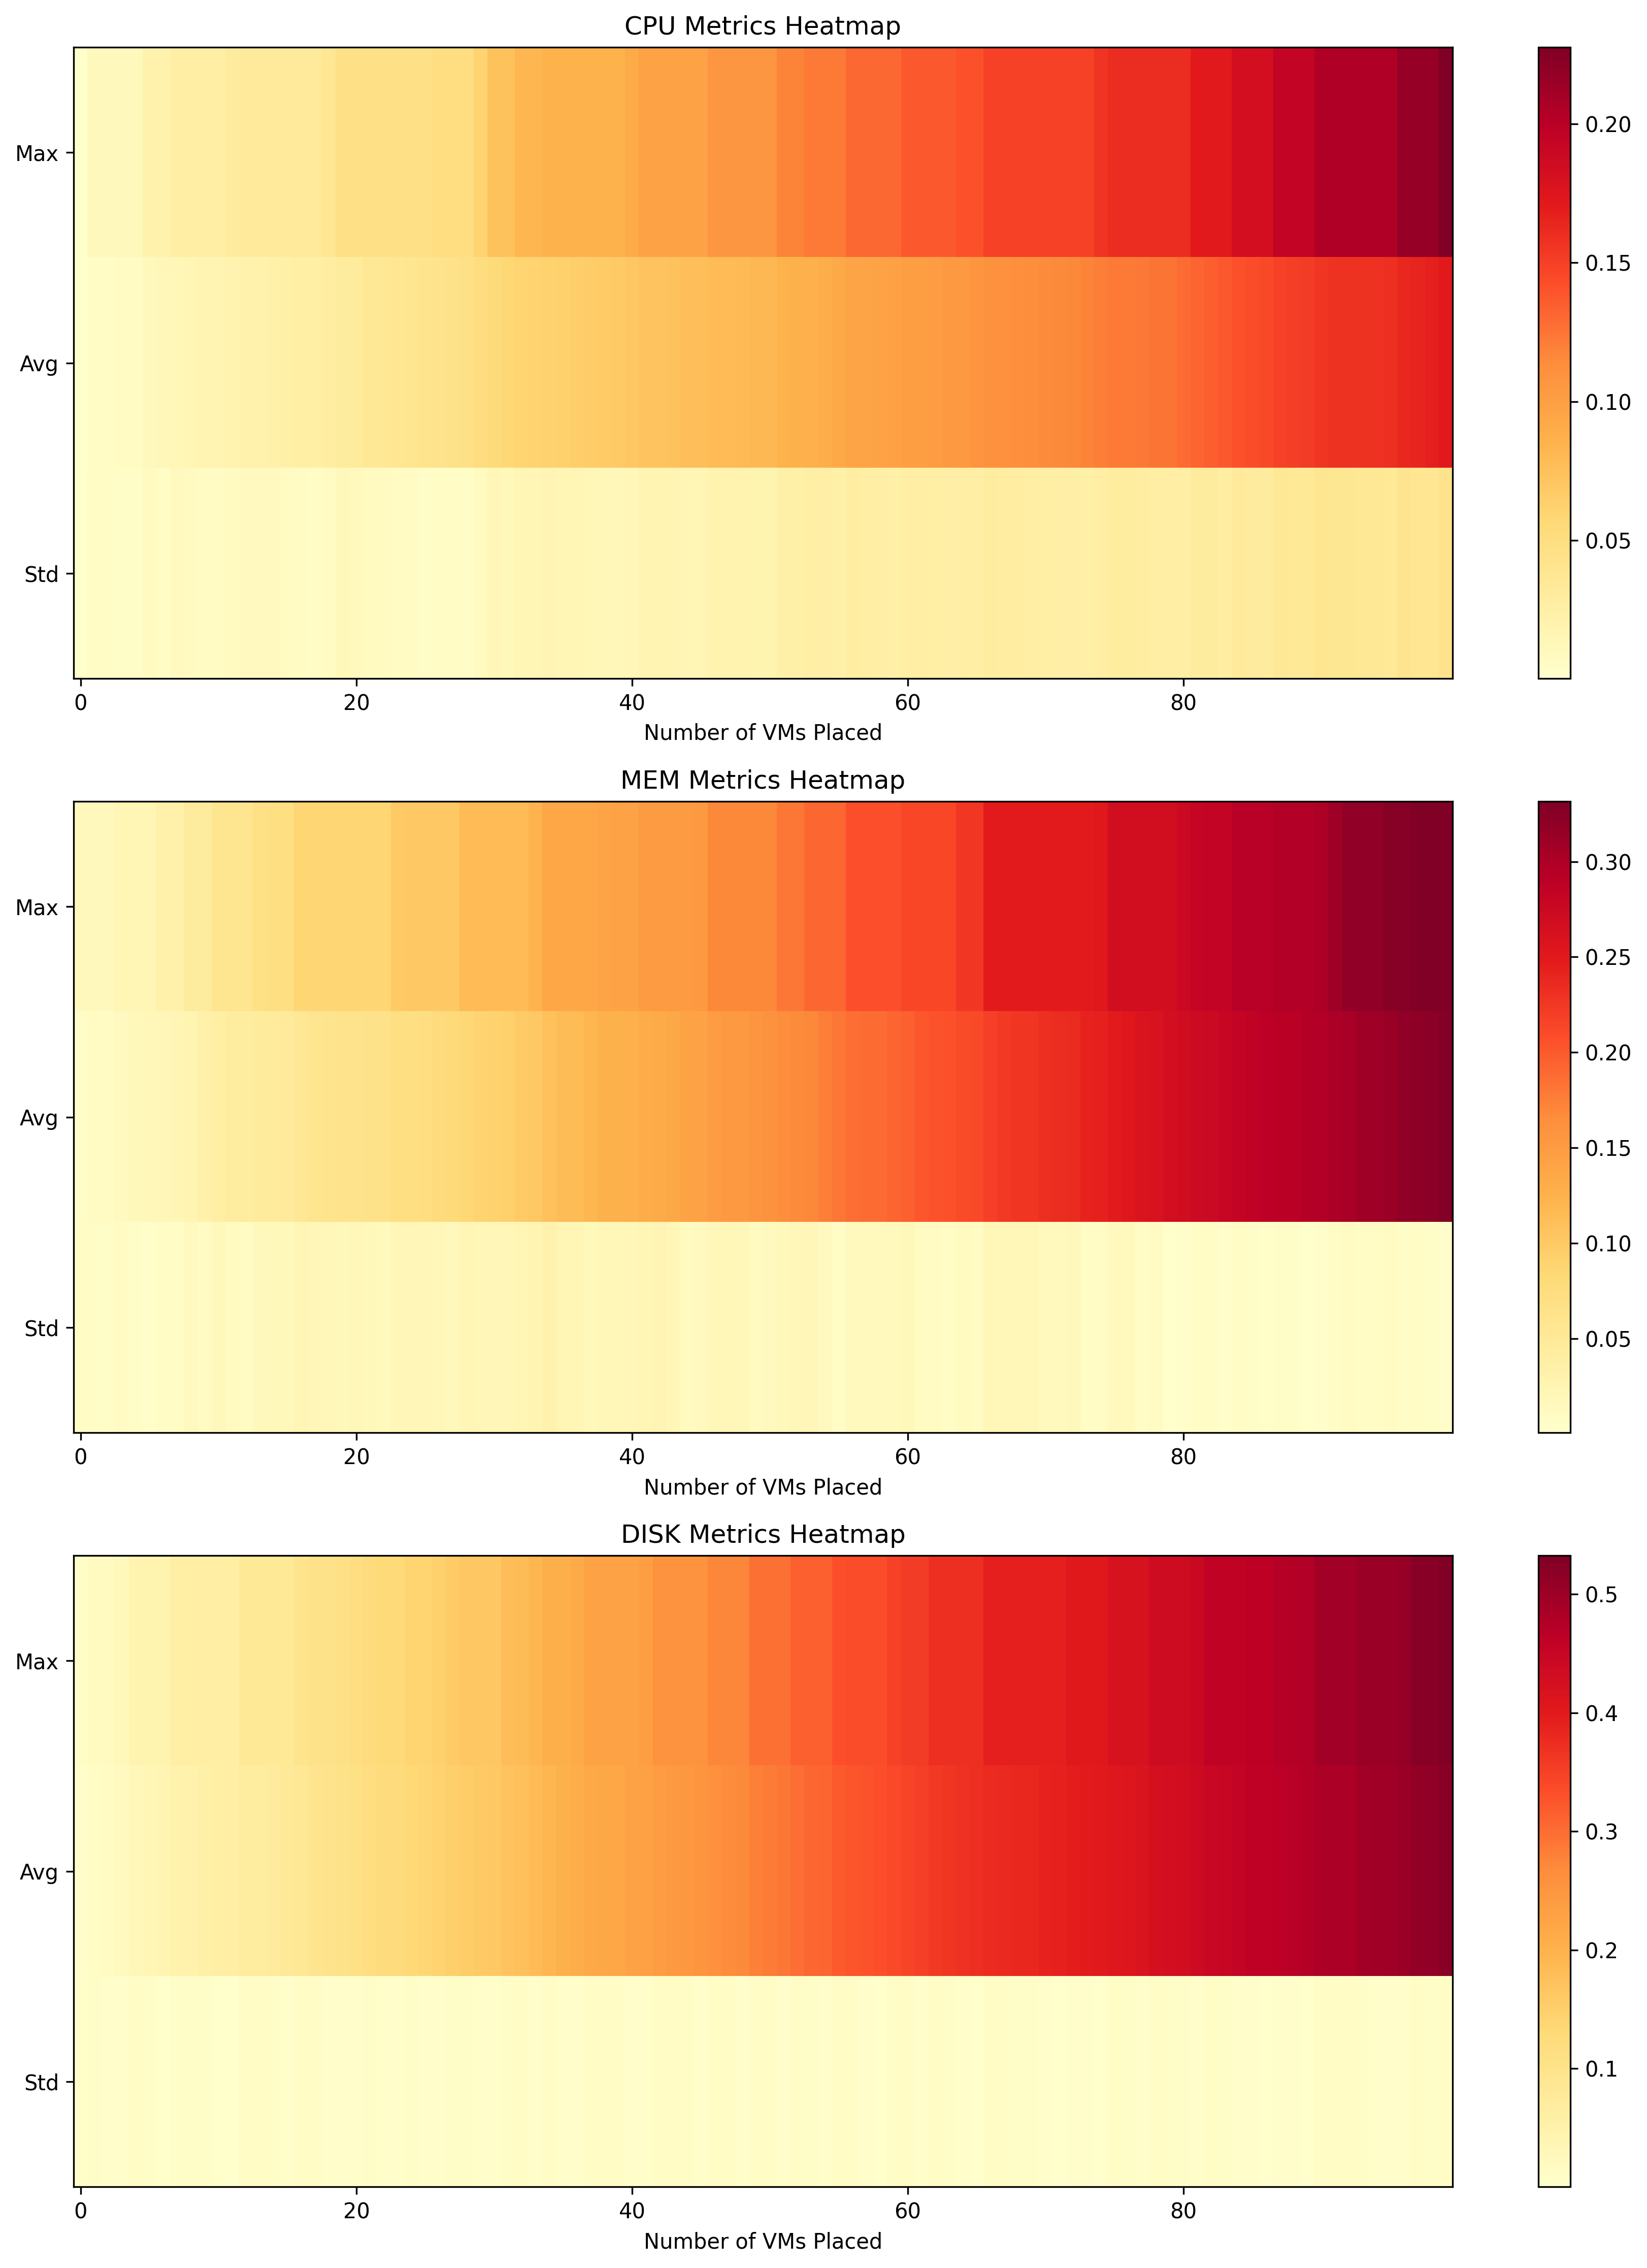 CPU Metrics Heatmap
Max
Avg
Std
0 20 40 60 80
Number of VMs Placed
0.20
0.15
0.10
0.05
MEM Metrics Heatmap
Max
Avg
Std
0 20 40 60 80
Number of VMs Placed
0.30
0.25
0.20
0.15
0.10
0.05
DISK Metrics Heatmap
Max
Avg
Std
0 20 40 60 80
Number of VMs Placed
0.5
0.4
0.3
0.2
0.1